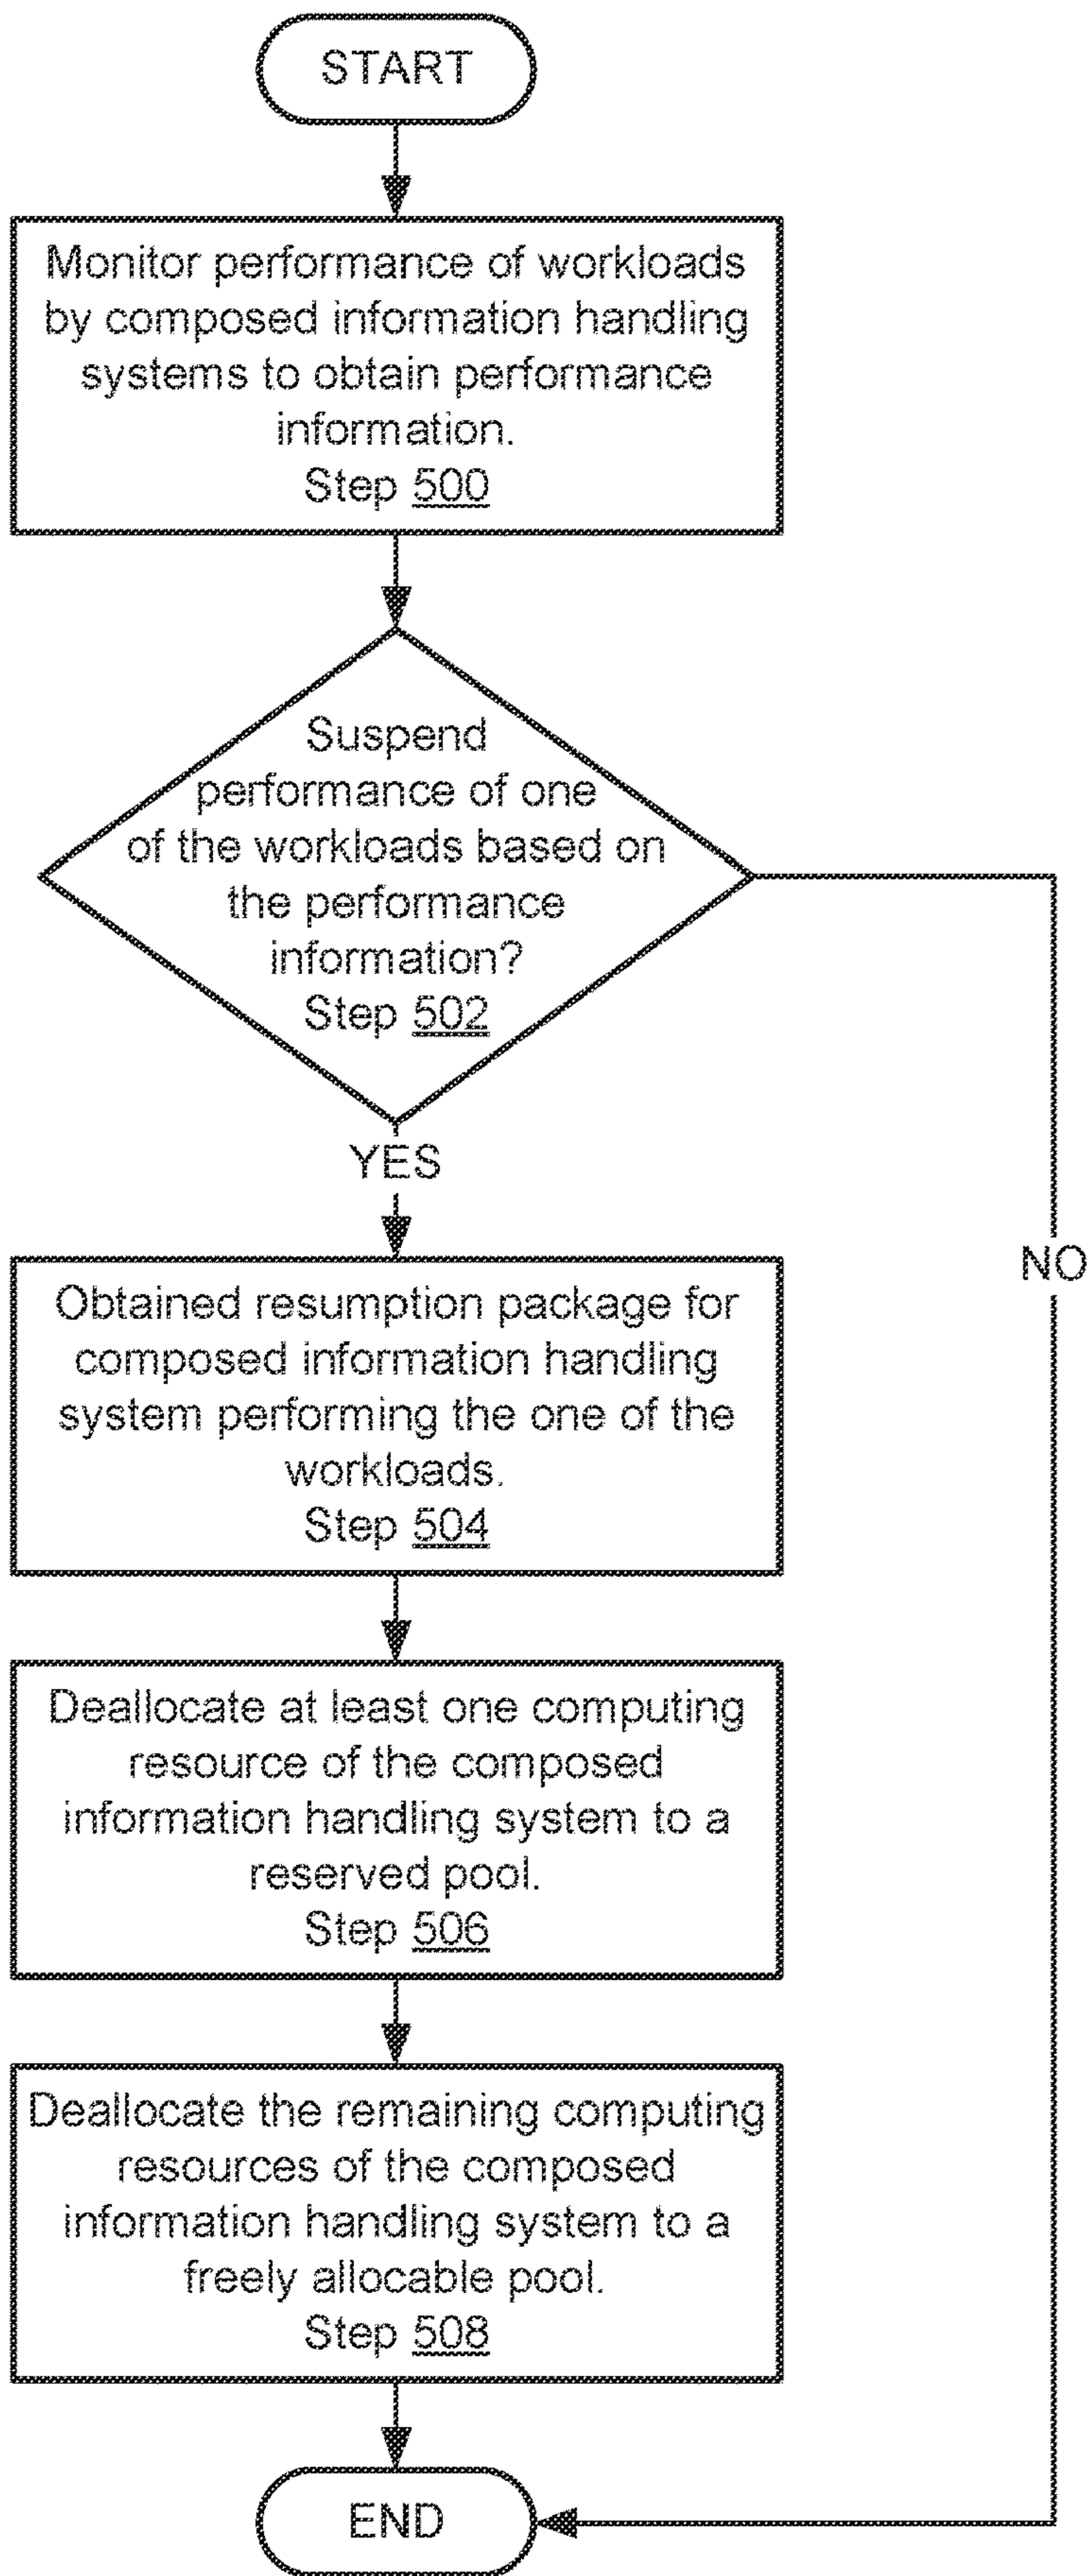 START
Monitor performance of workloads
by composed information handling
systems to obtain performance
information.
Step 500
Suspend
performance of one
of the workloads based on
the performance
information?
Step 502
YES
NO
Obtained resumption package for
composed information handling
system performing the one of the
workloads.
Step 504
Deallocate at least one computing
resource of the composed
information handling system to a
reserved pool.
Step 506
Deallocate the remaining computing
resources of the composed
information handling system to a
freely allocable pool.
Step 508
END